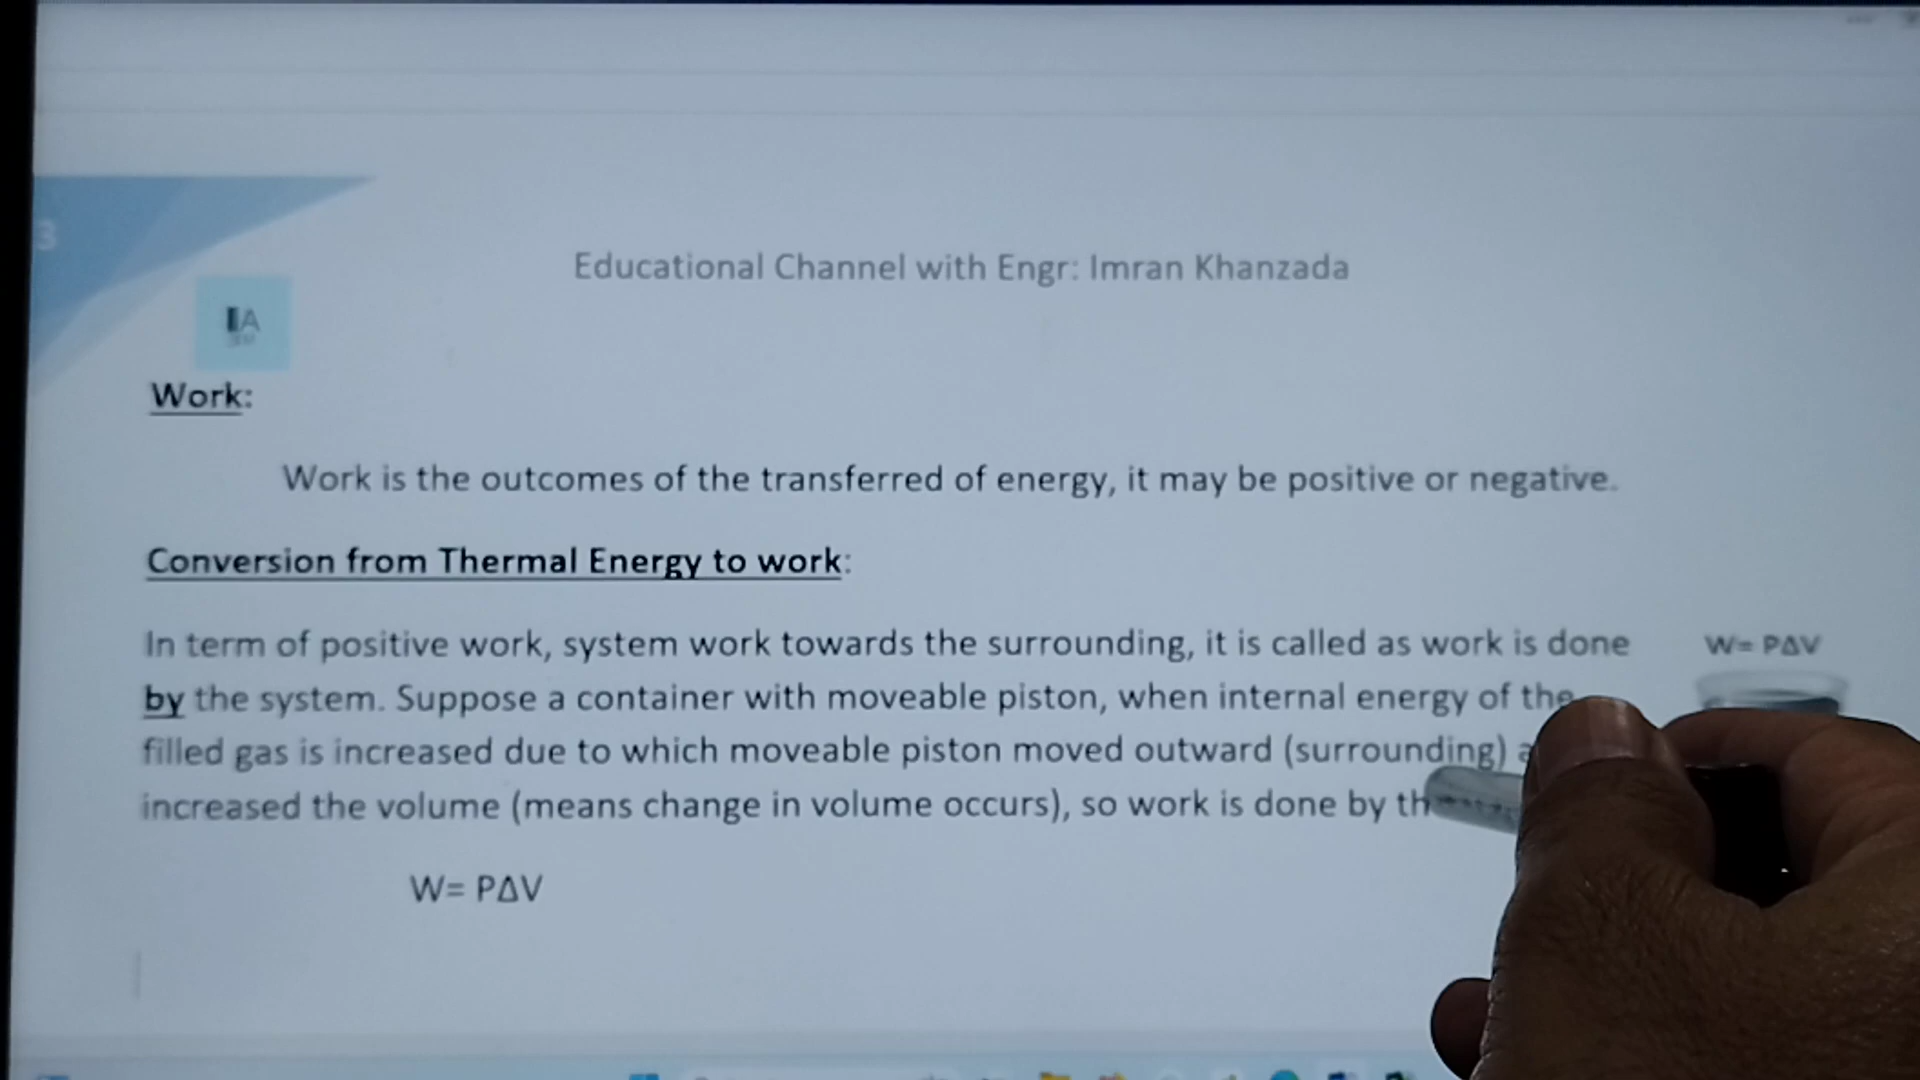 3
Educational Channel with Engr: Imran Khanzada
IA
Work:
Work is the outcomes of the transferred of energy, it may be positive or negative.
Conversion from Thermal Energy to work:
In term of positive work, system work towards the surrounding, it is called as work is done
W= PΔV
by the system. Suppose a container with moveable piston, when internal energy of the
filled gas is increased due to which moveable piston moved outward (surrounding)
increased the volume (means change in volume occurs), so work is done by
W= PΔV